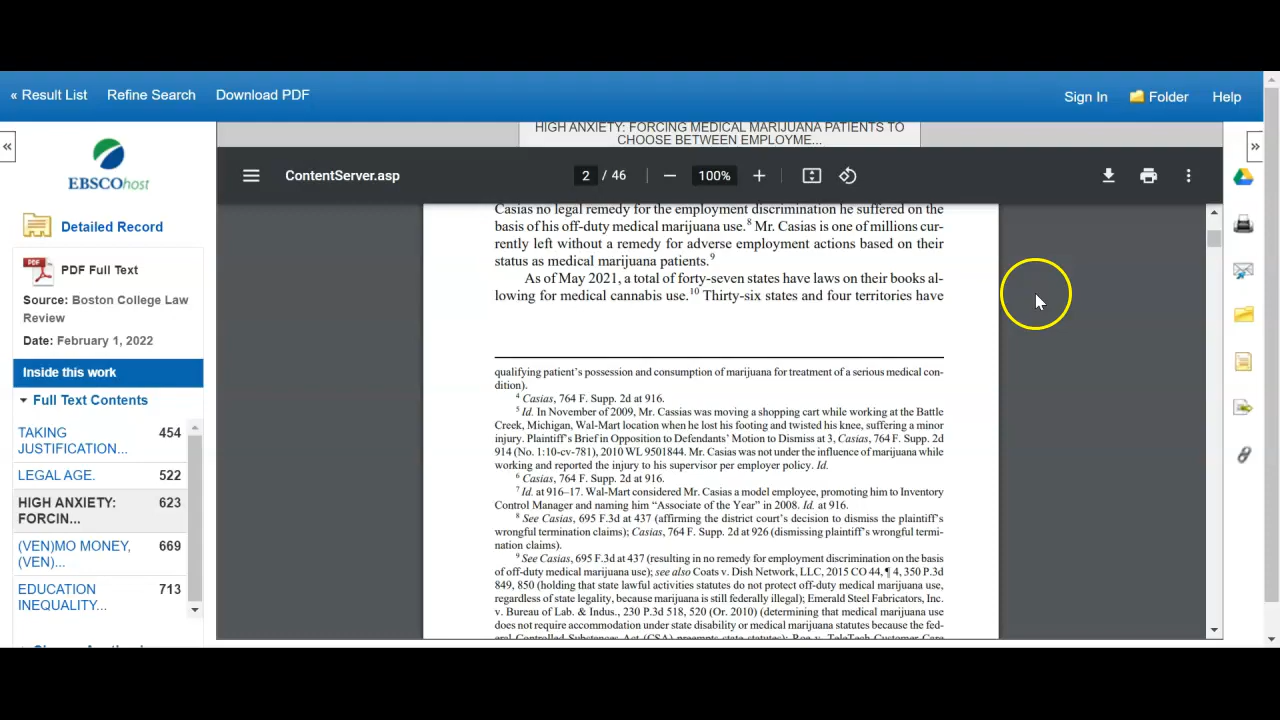 « Result List Refine Search Download PDF
Sign In Folder Help
«
EBSCOhost
Detailed Record
PDF PDF Full Text
Source: Boston College Law
Review
Date: February 1, 2022
Inside this work
Full Text Contents
TAKING 454
JUSTIFICATION...
LEGAL AGE. 522
HIGH ANXIETY: 623
FORCIN...
(VEN)MO MONEY, 669
(VEN)...
EDUCATION 713
INEQUALITY...
HIGH ANXIETY: FORCING MEDICAL MARIJUANA PATIENTS TO
CHOOSE BETWEEN EMPLOYME...
»
ContentServer.asp 2 / 46 — 100% +
Casias no legal remedy for the employment discrimination he suffered on the
basis of his off-duty medical marijuana use.8 Mr. Casias is one of millions cur-
rently left without a remedy for adverse employment actions based on their
status as medical marijuana patients.9
As of May 2021, a total of forty-seven states have laws on their books al-
lowing for medical cannabis use.10 Thirty-six states and four territories have
qualifying patient's possession and consumption of marijuana for treatment of a serious medical con-
dition).
4 Casias, 764 F. Supp. 2d at 916.
5 Id. In November of 2009, Mr. Cassias was moving a shopping cart while working at the Battle
Creek, Michigan, Wal-Mart location when he lost his footing and twisted his knee, suffering a minor
injury. Plaintiff's Brief in Opposition to Defendants' Motion to Dismiss at 3, Casias, 764 F. Supp. 2d
914 (No. 1:10-cv-781), 2010 WL 9501844. Mr. Casias was not under the influence of marijuana while
working and reported the injury to his supervisor per employer policy. Id.
6 Casias, 764 F. Supp. 2d at 916.
7 Id. at 916–17. Wal-Mart considered Mr. Casias a model employee, promoting him to Inventory
Control Manager and naming him “Associate of the Year” in 2008. Id. at 916.
8 See Casias, 695 F.3d at 437 (affirming the district court's decision to dismiss the plaintiff's
wrongful termination claims); Casias, 764 F. Supp. 2d at 926 (dismissing plaintiff's wrongful termi-
nation claims).
9 See Casias, 695 F.3d at 437 (resulting in no remedy for employment discrimination on the basis
of off-duty medical marijuana use); see also Coats v. Dish Network, LLC, 2015 CO 44, ¶ 4, 350 P.3d
849, 850 (holding that state lawful activities statutes do not protect off-duty medical marijuana use,
regardless of state legality, because marijuana is still federally illegal); Emerald Steel Fabricators, Inc.
v. Bureau of Lab. & Indus., 230 P.3d 518, 520 (Or. 2010) (determining that medical marijuana use
does not require accommodation under state disability or medical marijuana statutes because the fed-
eral Controlled Substances Act (CSA) preempts state statutes); Roe v. TeleTech Customer Care